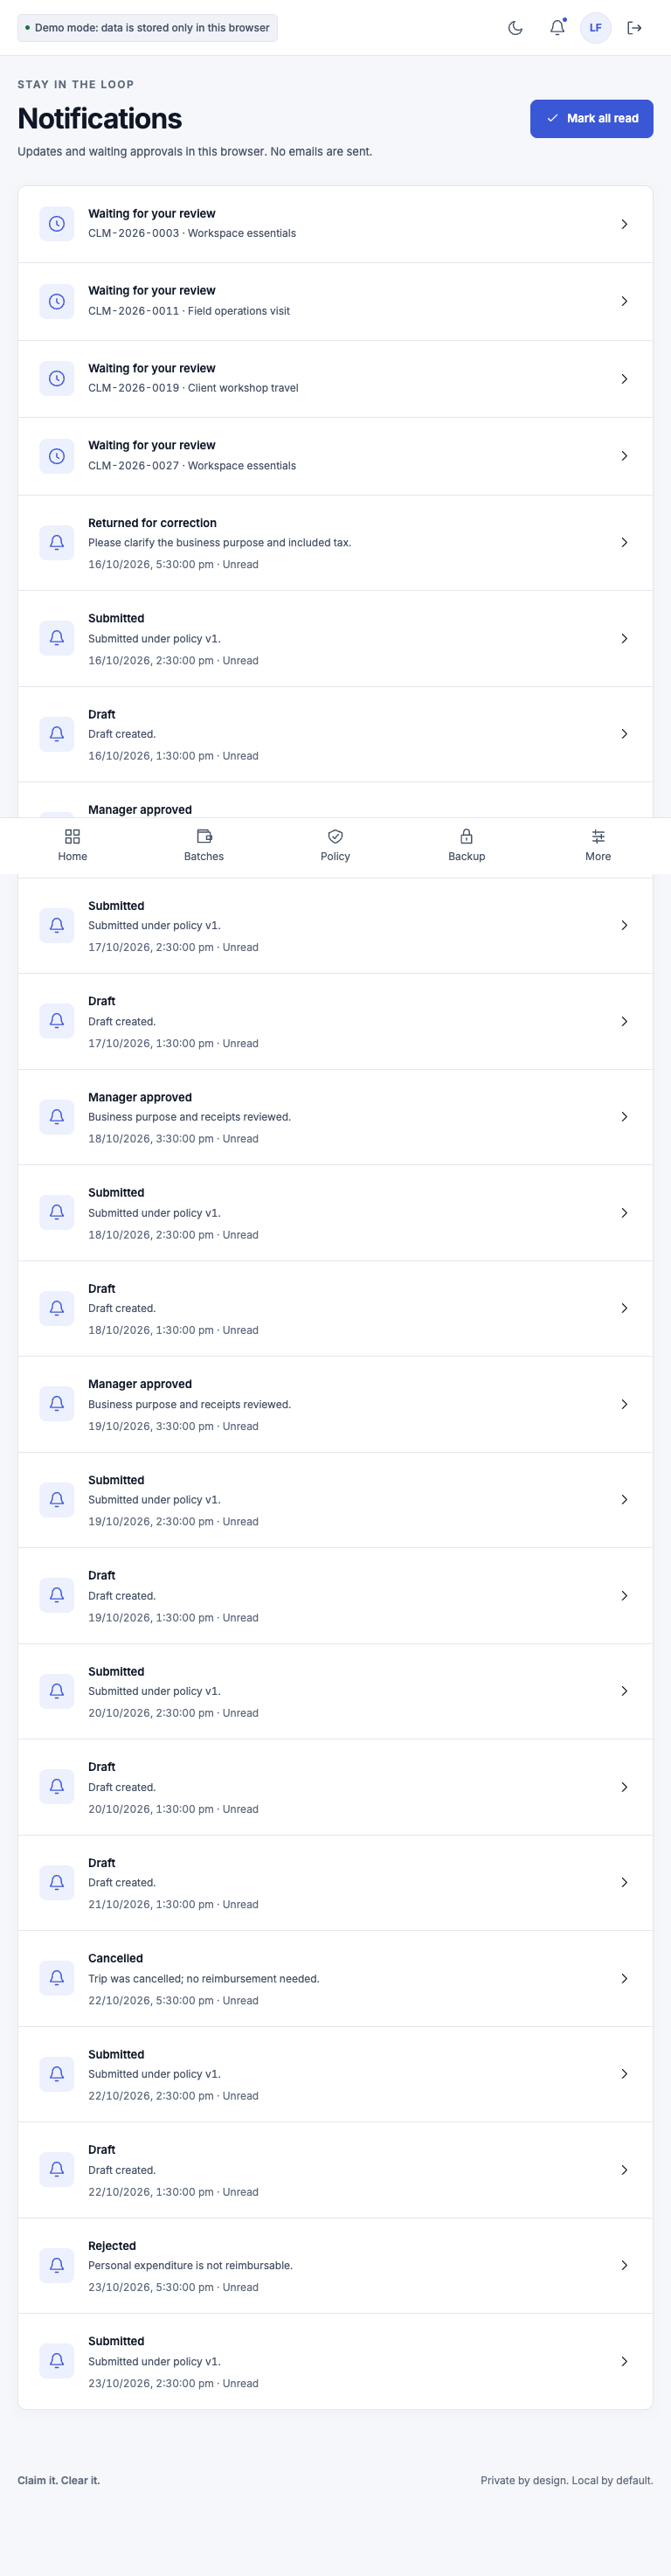 Demo mode: data is stored only in this browser
LF
STAY IN THE LOOP
Notifications
Mark all read
Updates and waiting approvals in this browser. No emails are sent.
Waiting for your review
CLM-2026-0003 · Workspace essentials
Waiting for your review
CLM-2026-0011 · Field operations visit
Waiting for your review
CLM-2026-0019 · Client workshop travel
Waiting for your review
CLM-2026-0027 · Workspace essentials
Returned for correction
Please clarify the business purpose and included tax.
16/10/2026, 5:30:00 pm · Unread
Submitted
Submitted under policy v1.
16/10/2026, 2:30:00 pm · Unread
Draft
Draft created.
16/10/2026, 1:30:00 pm · Unread
Manager approved
Home
Batches
Policy
Backup
More
Submitted
Submitted under policy v1.
17/10/2026, 2:30:00 pm · Unread
Draft
Draft created.
17/10/2026, 1:30:00 pm · Unread
Manager approved
Business purpose and receipts reviewed.
18/10/2026, 3:30:00 pm · Unread
Submitted
Submitted under policy v1.
18/10/2026, 2:30:00 pm · Unread
Draft
Draft created.
18/10/2026, 1:30:00 pm · Unread
Manager approved
Business purpose and receipts reviewed.
19/10/2026, 3:30:00 pm · Unread
Submitted
Submitted under policy v1.
19/10/2026, 2:30:00 pm · Unread
Draft
Draft created.
19/10/2026, 1:30:00 pm · Unread
Submitted
Submitted under policy v1.
20/10/2026, 2:30:00 pm · Unread
Draft
Draft created.
20/10/2026, 1:30:00 pm · Unread
Draft
Draft created.
21/10/2026, 1:30:00 pm · Unread
Cancelled
Trip was cancelled; no reimbursement needed.
22/10/2026, 5:30:00 pm · Unread
Submitted
Submitted under policy v1.
22/10/2026, 2:30:00 pm · Unread
Draft
Draft created.
22/10/2026, 1:30:00 pm · Unread
Rejected
Personal expenditure is not reimbursable.
23/10/2026, 5:30:00 pm · Unread
Submitted
Submitted under policy v1.
23/10/2026, 2:30:00 pm · Unread
Claim it. Clear it.
Private by design. Local by default.